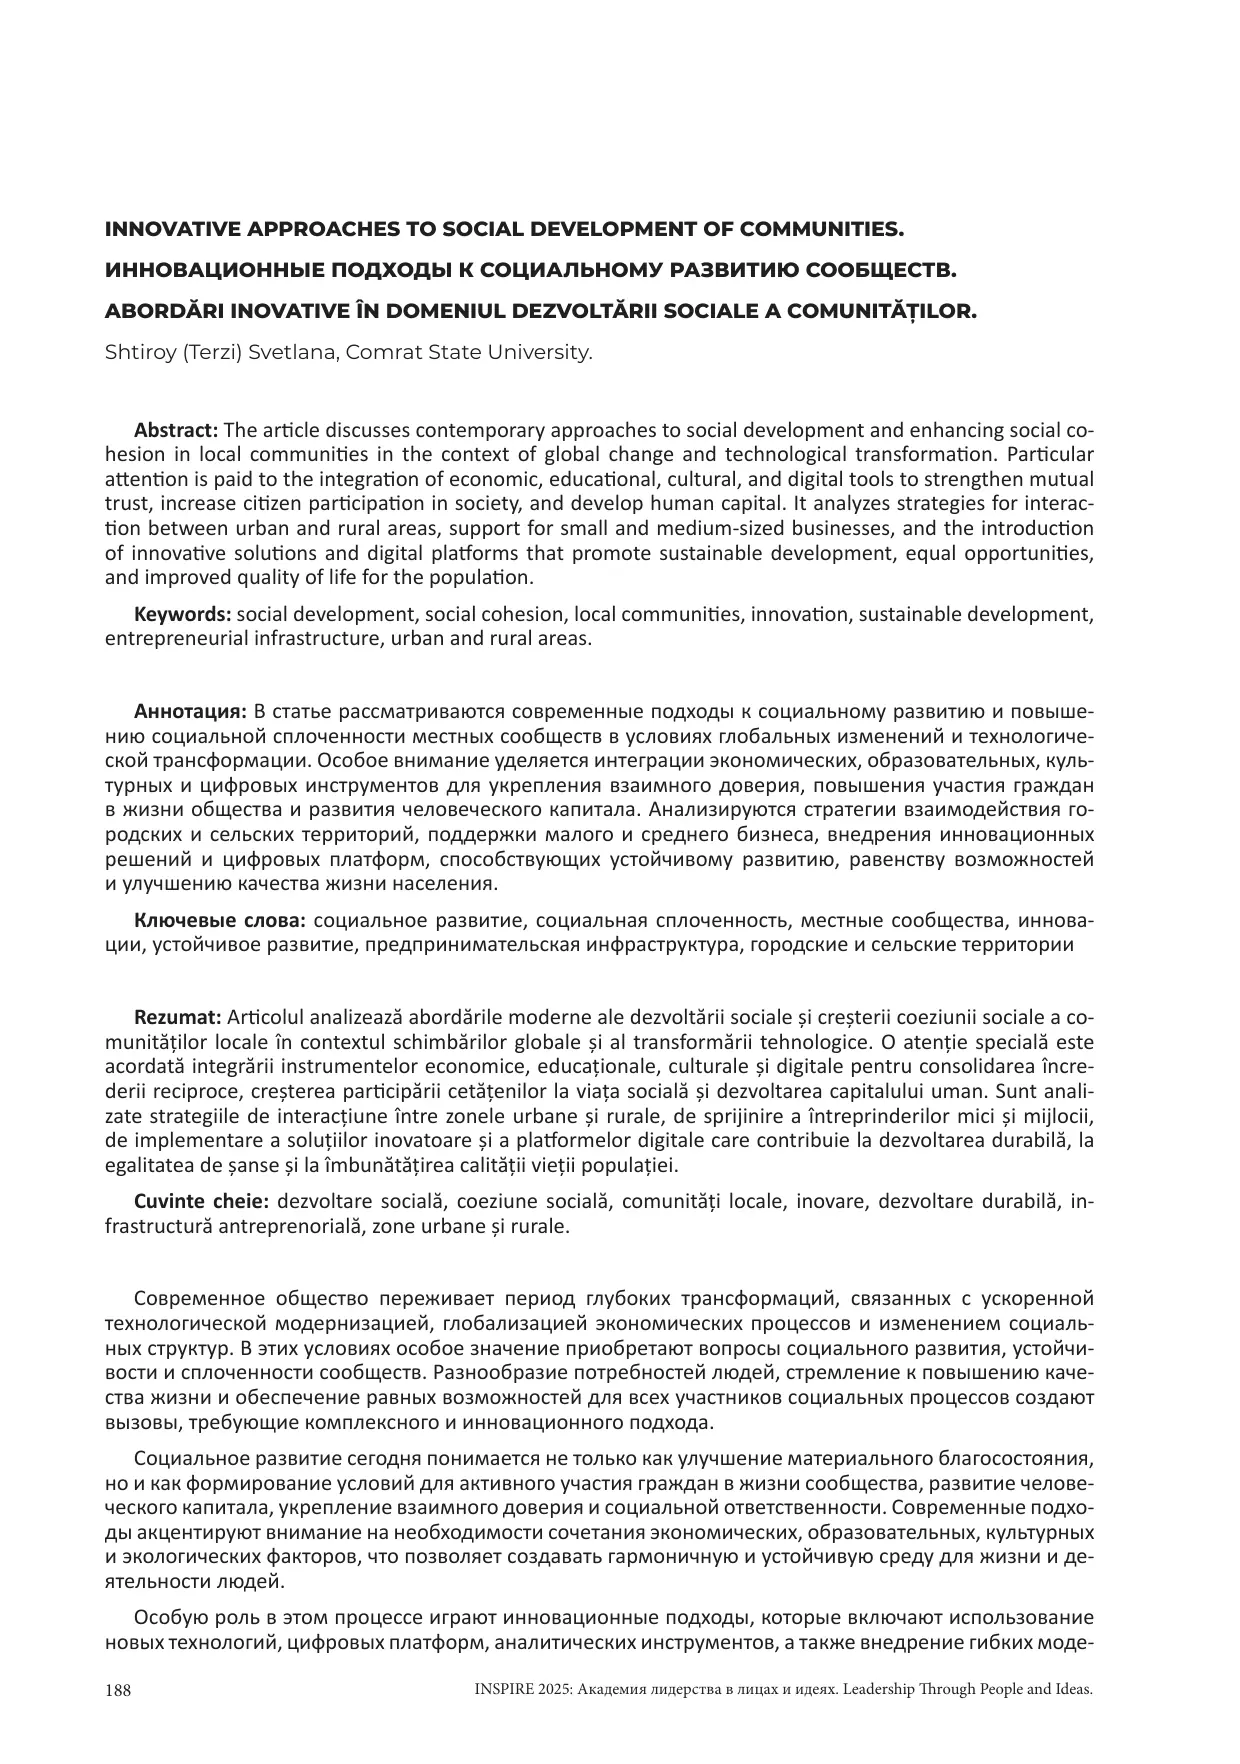 INNOVATIVE APPROACHES TO SOCIAL DEVELOPMENT OF COMMUNITIES.
ИННОВАЦИОННЫЕ ПОДХОДЫ К СОЦИАЛЬНОМУ РАЗВИТИЮ СООБЩЕСТВ.
ABORDĂRI INOVATIVE ÎN DOMENIUL DEZVOLTĂRII SOCIALE A COMUNITĂȚILOR.
Shtiroy (Terzi) Svetlana, Comrat State University.
Abstract: The article discusses contemporary approaches to social development and enhancing social co-
hesion in local communities in the context of global change and technological transformation. Particular
attention is paid to the integration of economic, educational, cultural, and digital tools to strengthen mutual
trust, increase citizen participation in society, and develop human capital. It analyzes strategies for interac-
tion between urban and rural areas, support for small and medium-sized businesses, and the introduction
of innovative solutions and digital platforms that promote sustainable development, equal opportunities,
and improved quality of life for the population.
Keywords: social development, social cohesion, local communities, innovation, sustainable development,
entrepreneurial infrastructure, urban and rural areas.
Аннотация: В статье рассматриваются современные подходы к социальному развитию и повыше-
нию социальной сплоченности местных сообществ в условиях глобальных изменений и технологиче-
ской трансформации. Особое внимание уделяется интеграции экономических, образовательных, куль-
турных и цифровых инструментов для укрепления взаимного доверия, повышения участия граждан
в жизни общества и развития человеческого капитала. Анализируются стратегии взаимодействия го-
родских и сельских территорий, поддержки малого и среднего бизнеса, внедрения инновационных
решений и цифровых платформ, способствующих устойчивому развитию, равенству возможностей
и улучшению качества жизни населения.
Ключевые слова: социальное развитие, социальная сплоченность, местные сообщества, иннова-
ции, устойчивое развитие, предпринимательская инфраструктура, городские и сельские территории
Rezumat: Articolul analizează abordările moderne ale dezvoltării sociale și creșterii coeziunii sociale a co-
munităților locale în contextul schimbărilor globale și al transformării tehnologice. O atenție specială este
acordată integrării instrumentelor economice, educaționale, culturale și digitale pentru consolidarea încre-
derii reciproce, creșterea participării cetățenilor la viața socială și dezvoltarea capitalului uman. Sunt anali-
zate strategiile de interacțiune între zonele urbane și rurale, de sprijinire a întreprinderilor mici și mijlocii,
de implementare a soluțiilor inovatoare și a platformelor digitale care contribuie la dezvoltarea durabilă, la
egalitatea de șanse și la îmbunătățirea calității vieții populației.
Cuvinte cheie: dezvoltare socială, coeziune socială, comunități locale, inovare, dezvoltare durabilă, in-
frastructură antreprenorială, zone urbane și rurale.
Современное общество переживает период глубоких трансформаций, связанных с ускоренной
технологической модернизацией, глобализацией экономических процессов и изменением социаль-
ных структур. В этих условиях особое значение приобретают вопросы социального развития, устойчи-
вости и сплоченности сообществ. Разнообразие потребностей людей, стремление к повышению каче-
ства жизни и обеспечение равных возможностей для всех участников социальных процессов создают
вызовы, требующие комплексного и инновационного подхода.
Социальное развитие сегодня понимается не только как улучшение материального благосостояния,
но и как формирование условий для активного участия граждан в жизни сообщества, развитие челове-
ческого капитала, укрепление взаимного доверия и социальной ответственности. Современные подхо-
ды акцентируют внимание на необходимости сочетания экономических, образовательных, культурных
и экологических факторов, что позволяет создавать гармоничную и устойчивую среду для жизни и де-
ятельности людей.
Особую роль в этом процессе играют инновационные подходы, которые включают использование
новых технологий, цифровых платформ, аналитических инструментов, а также внедрение гибких моде-
188
INSPIRE 2025: Академия лидерства в лицах и идеях. Leadership Through People and Ideas.